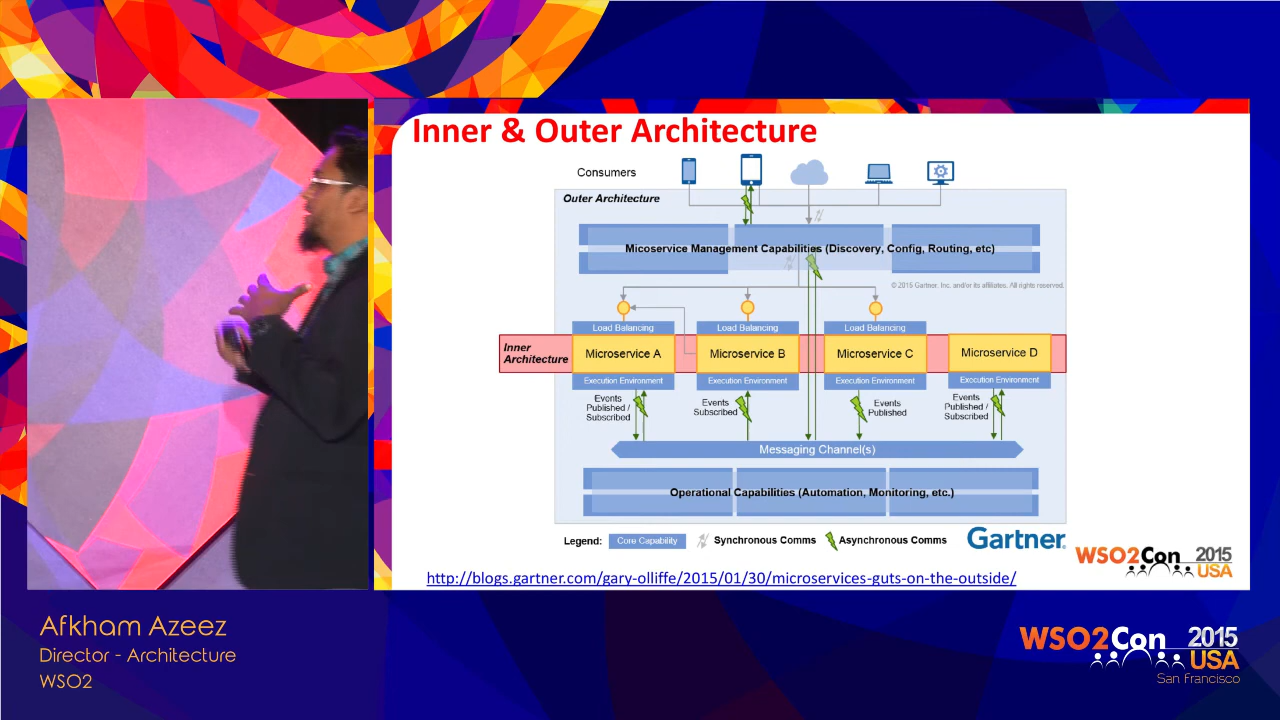 Inner & Outer Architecture
Consumers
Outer Architecture
Micoservice Management Capabilities (Discovery, Config, Routing, etc)
© 2015 Gartner, Inc. and/or its affiliates. All rights reserved.
Load Balancing
Load Balancing
Load Balancing
Inner
Architecture
Microservice A
Microservice B
Microservice C
Microservice D
Execution Environment
Execution Environment
Execution Environment
Execution Environment
Events
Published /
Subscribed
Events
Subscribed
Events
Published
Events
Published /
Subscribed
Messaging Channel(s)
Operational Capabilities (Automation, Monitoring, etc.)
Legend:
Core Capability
Synchronous Comms
Asynchronous Comms
Gartner
http://blogs.gartner.com/gary-olliffe/2015/01/30/microservices-guts-on-the-outside/
WSO2Con 2015
USA
Afkham Azeez
Director - Architecture
WSO2
WSO2Con 2015
USA
San Francisco